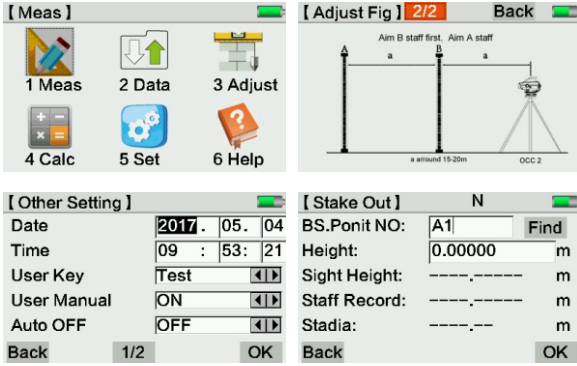 【Meas】
1 Meas 2 Data 3 Adjust
4 Calc 5 Set 6 Help
【Adjust Fig】 2/2 Back
Aim B staff first, Aim A staff
A B
a a
a arround 15-20m OCC 2
【Other Setting】
Date 2017. 05. 04
Time 09 : 53: 21
User Key Test
User Manual ON
Auto OFF OFF
Back 1/2 OK
【Stake Out】 N
BS.Ponit NO: A1 Find
Height: 0.00000 m
Sight Height: ----.----- m
Staff Record: ----.----- m
Stadia: ----.-- m
Back OK